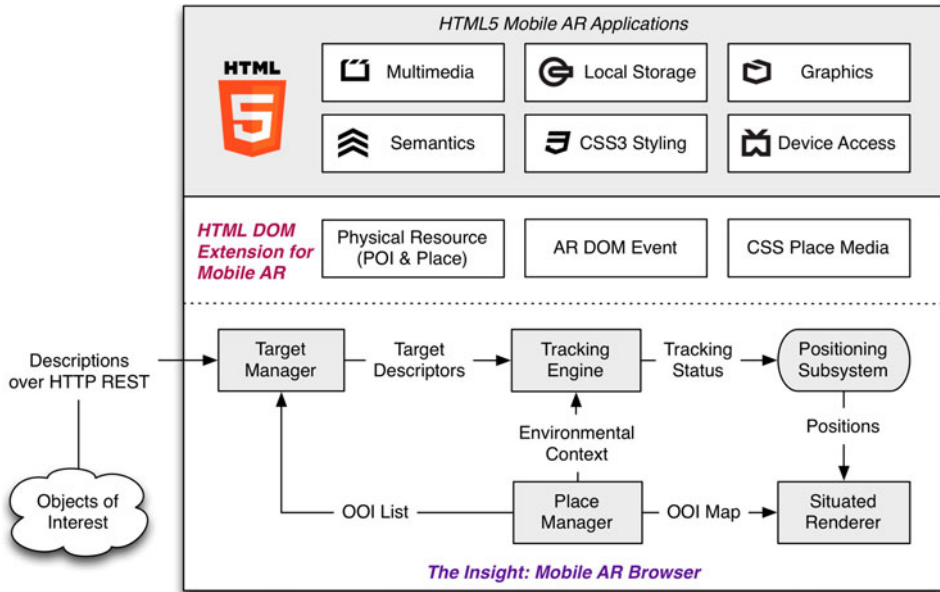 HTML5 Mobile AR Applications
HTML
5
Multimedia
Local Storage
Graphics
Semantics
CSS3 Styling
Device Access
HTML DOM
Extension for
Mobile AR
Physical Resource
(POI & Place)
AR DOM Event
CSS Place Media
Descriptions
over HTTP REST
Target
Manager
Target
Descriptors
Tracking
Engine
Tracking
Status
Positioning
Subsystem
Environmental
Context
Positions
Objects of
Interest
OOI List
Place
Manager
OOI Map
Situated
Renderer
The Insight: Mobile AR Browser